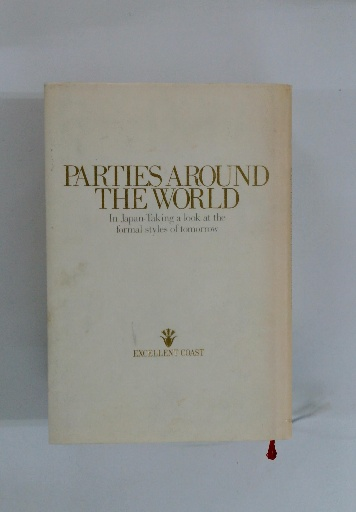 PARTIES AROUND
THE WORLD
In Japan Taking a look at the
formal styles of tomorrow
EXCELLENT COAST